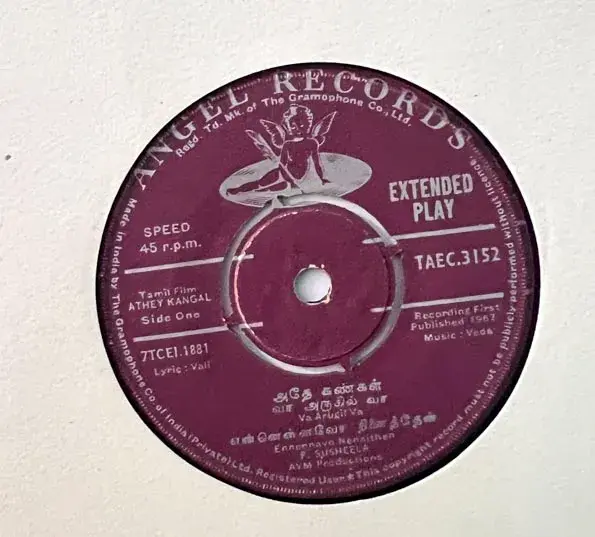 ANGEL RECORDS
Regd. Td. Mk. of The Gramophone Co., Ltd.
EXTENDED
PLAY
SPEED
45 r.p.m.
TAEC.3152
Tamil Film
ATHEY KANGAL
Side One
7TCEI.1881
Lyric : Vali
Recording First
Published 1967
Music : Veda
அதே கண்கள்
வா அருகில் வா
Va Arugil Va
என்னென்னவோ நினைத்தேன்
Ennennavo Nenaithen
P. SUSHEELA
AVM Productions
Made in India by The Gramophone Co. of India (Private) Ltd. Registered User ★ This copyright record must not be publicly performed without licence.